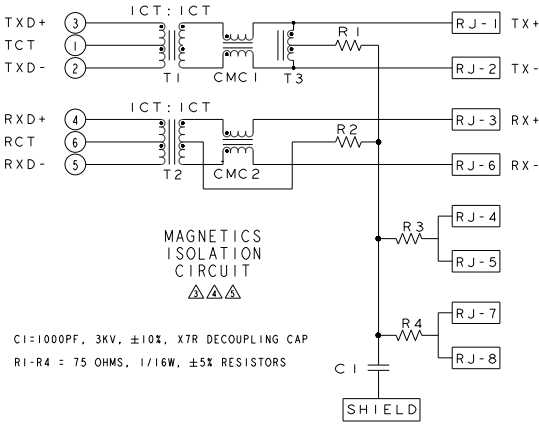 1CT:1CT
TXD+ 3 RJ-1 TX+
TCT 1 R1
TXD- 2 RJ-2 TX-
T1 CMC1 T3
1CT:1CT
RXD+ 4 RJ-3 RX+
RCT 6 R2
RXD- 5 RJ-6 RX-
T2 CMC2
RJ-4
R3
RJ-5
MAGNETICS
ISOLATION
CIRCUIT
3 4 5
RJ-7
R4
RJ-8
C1=1000PF, 3KV, ±10%, X7R DECOUPLING CAP
R1-R4 = 75 OHMS, 1/16W, ±5% RESISTORS
C1
SHIELD